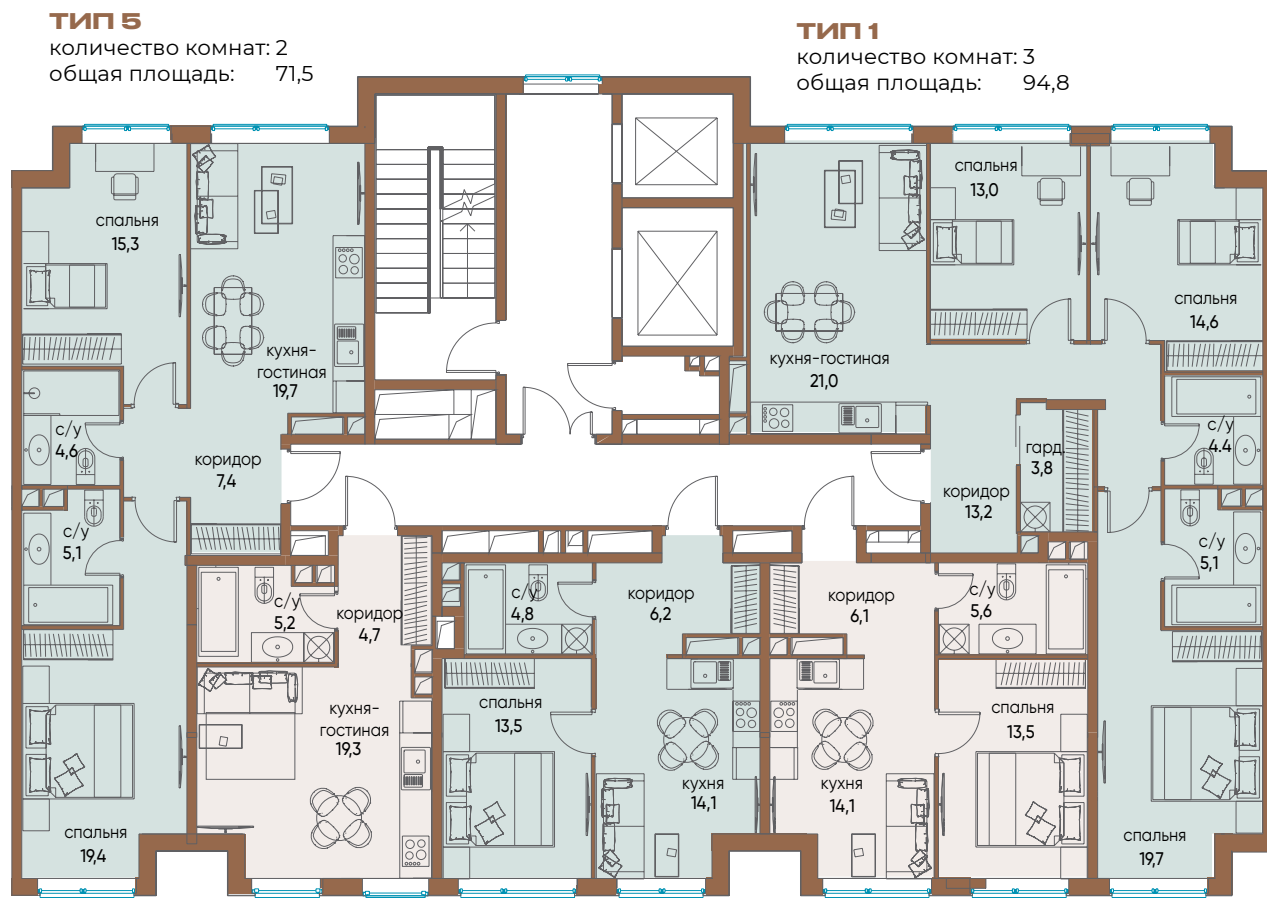 ТИП 5
количество комнат: 2
общая площадь: 71,5
ТИП 1
количество комнат: 3
общая площадь: 94,8
спальня
15,3
кухня-
гостиная
19,7
с/у
4,6
коридор
7,4
с/у
5,1
спальня
19,4
с/у
5,2
коридор
4,7
кухня-
гостиная
19,3
с/у
4,8
коридор
6,2
спальня
13,5
кухня
14,1
коридор
6,1
с/у
5,6
кухня
14,1
спальня
13,5
кухня-гостиная
21,0
спальня
13,0
спальня
14,6
гард.
3,8
коридор
13,2
с/у
4.4
с/у
5,1
спальня
19,7